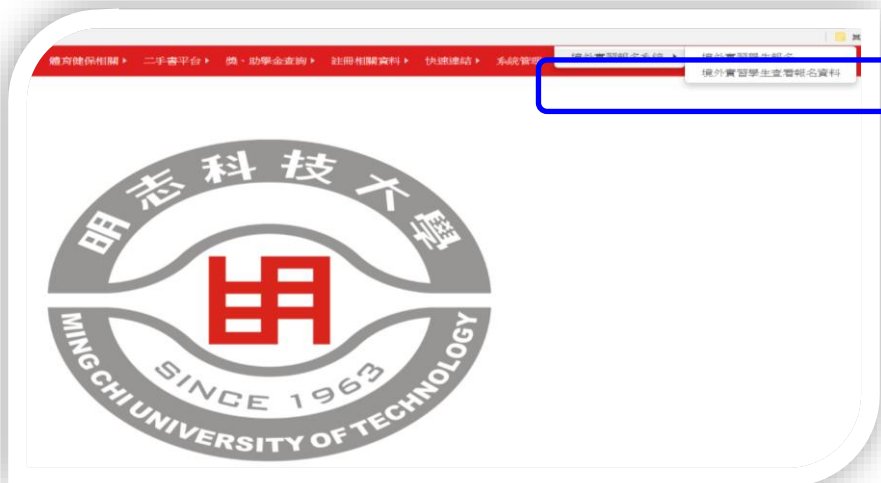 體育健保相關▸ 二手書平台▸ 獎、助學金查詢▸ 註冊相關資料▸ 快速連結▸ 系統管理 境外實習報名系統▸ 境外實習學生報名
境外實習學生查看報名資料
明志科技大學
明
SINCE 1963
MING CHI UNIVERSITY OF TECHNOLOGY